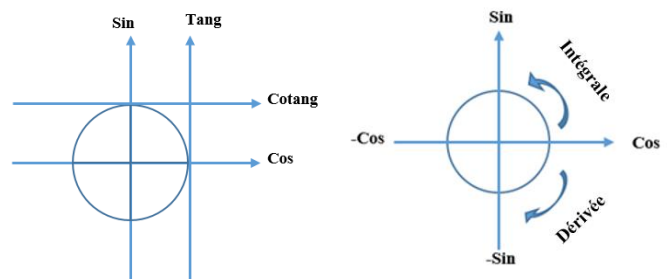 Sin
Tang
Cotang
Cos
Sin
Intégrale
-Cos
Cos
Dérivée
-Sin